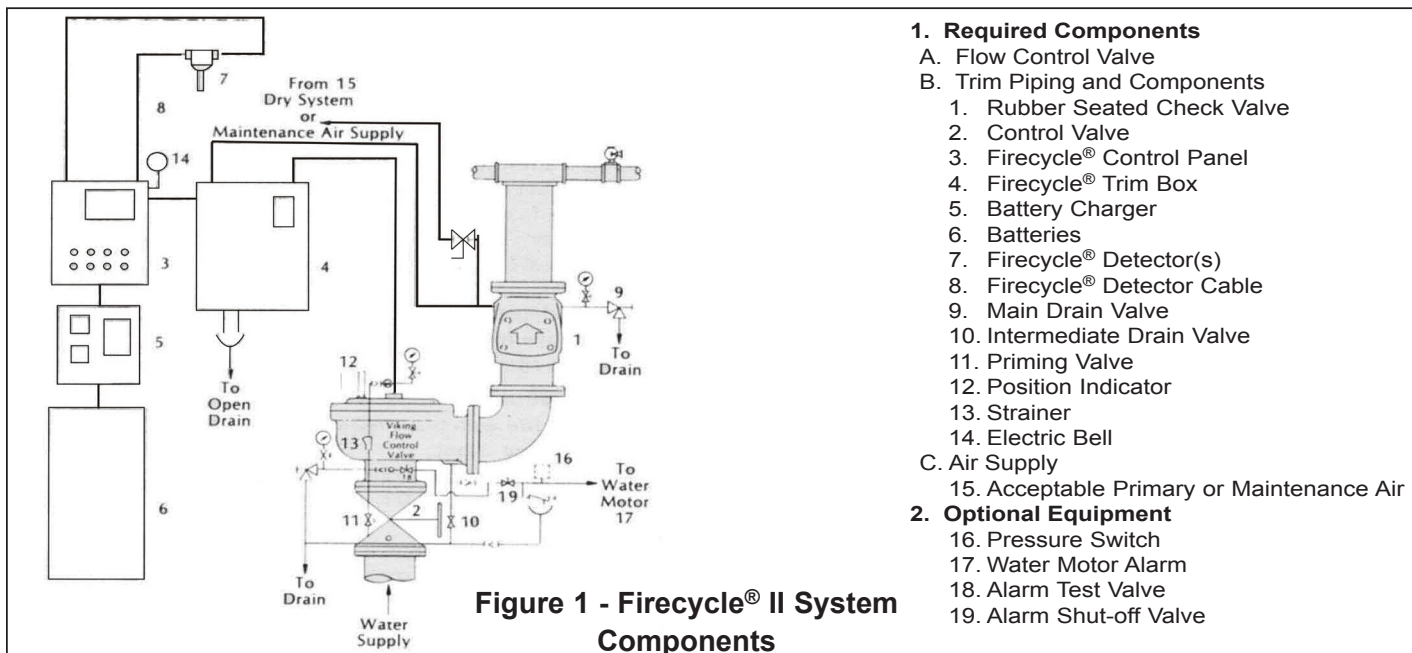 7
From 15
Dry System
or
Maintenance Air Supply
8
14
3
4
5
6
To
Open
Drain
9
To
Drain
1
12
Viking
Flow
Control
Valve
13
18
16
19
To
Water
Motor
17
11
2
10
To
Drain
Water
Supply
Figure 1 - Firecycle® II System
Components
1. Required Components
A. Flow Control Valve
B. Trim Piping and Components
1. Rubber Seated Check Valve
2. Control Valve
3. Firecycle® Control Panel
4. Firecycle® Trim Box
5. Battery Charger
6. Batteries
7. Firecycle® Detector(s)
8. Firecycle® Detector Cable
9. Main Drain Valve
10. Intermediate Drain Valve
11. Priming Valve
12. Position Indicator
13. Strainer
14. Electric Bell
C. Air Supply
15. Acceptable Primary or Maintenance Air
2. Optional Equipment
16. Pressure Switch
17. Water Motor Alarm
18. Alarm Test Valve
19. Alarm Shut-off Valve